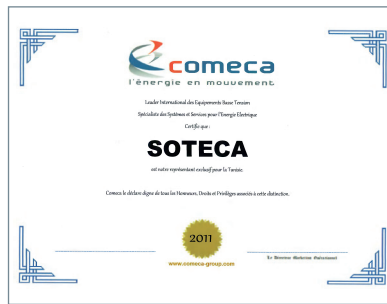 comeca
l'énergie en mouvement
Leader International des Equipements Basse Tension
Spécialiste des Systèmes et Services pour l'Energie Electrique
Certifie que :
SOTECA
est notre représentant exclusif pour la Tunisie
Comeca le déclare digne de tous les Honneurs, Droits et Privilèges associés à cette distinction.
2011
www.comeca-group.com